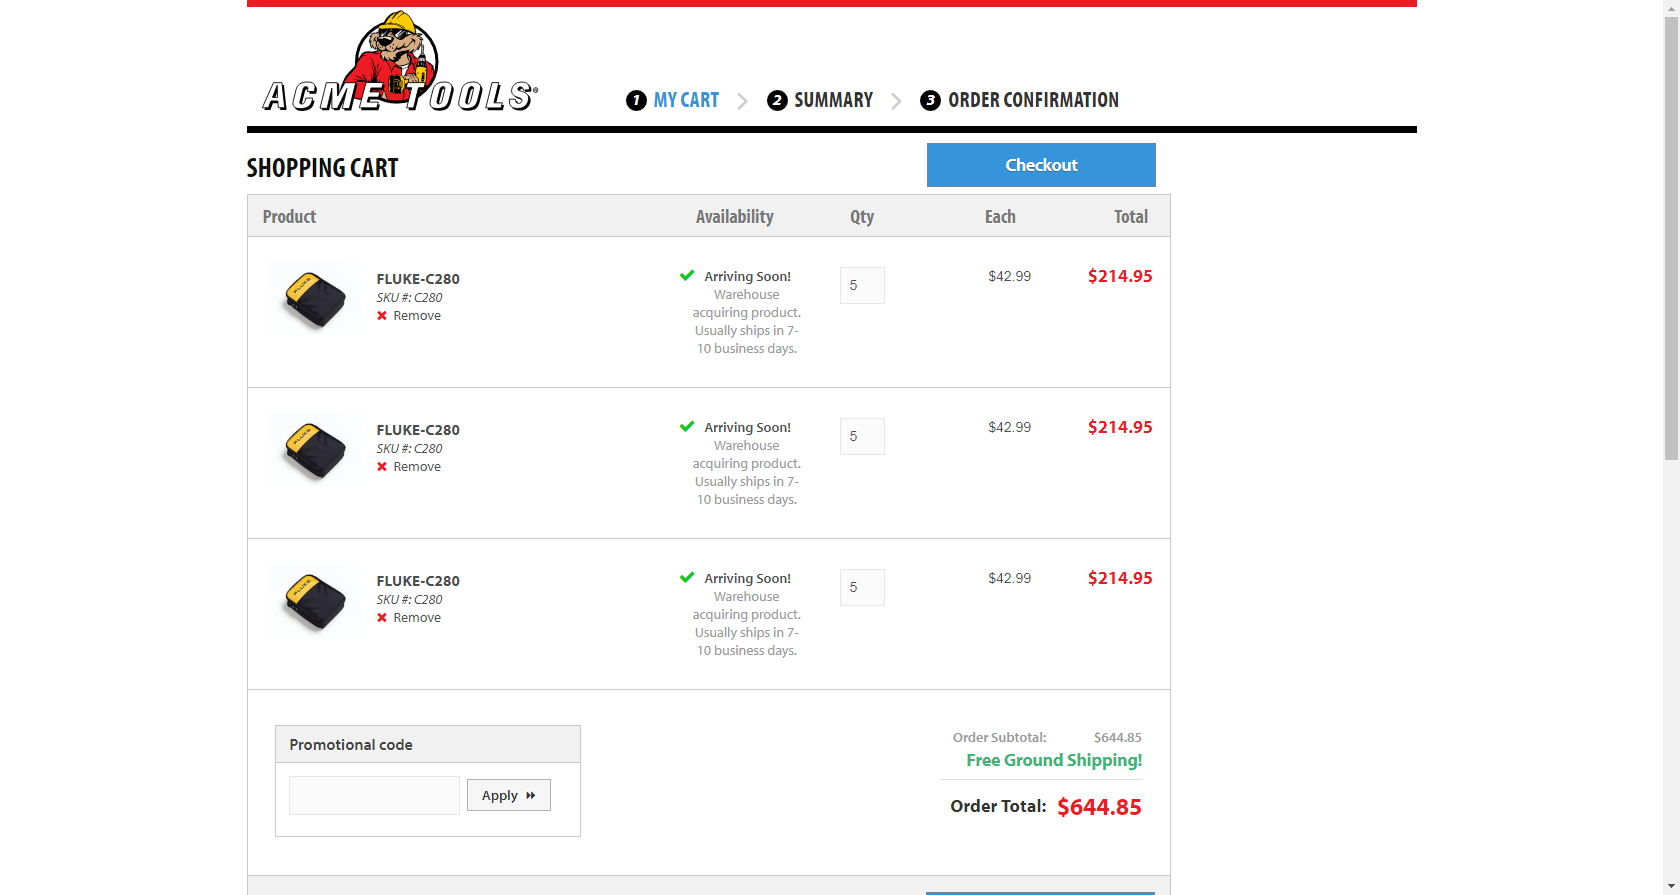 ACME TOOLS®
1 MY CART 2 SUMMARY 3 ORDER CONFIRMATION
SHOPPING CART
Checkout
Product Availability Qty Each Total
FLUKE
FLUKE-C280
SKU #: C280
Remove
Arriving Soon!
Warehouse
acquiring product.
Usually ships in 7-
10 business days.
5
$42.99
$214.95
FLUKE
FLUKE-C280
SKU #: C280
Remove
Arriving Soon!
Warehouse
acquiring product.
Usually ships in 7-
10 business days.
5
$42.99
$214.95
FLUKE
FLUKE-C280
SKU #: C280
Remove
Arriving Soon!
Warehouse
acquiring product.
Usually ships in 7-
10 business days.
5
$42.99
$214.95
Promotional code
Apply
Order Subtotal: $644.85
Free Ground Shipping!
Order Total: $644.85